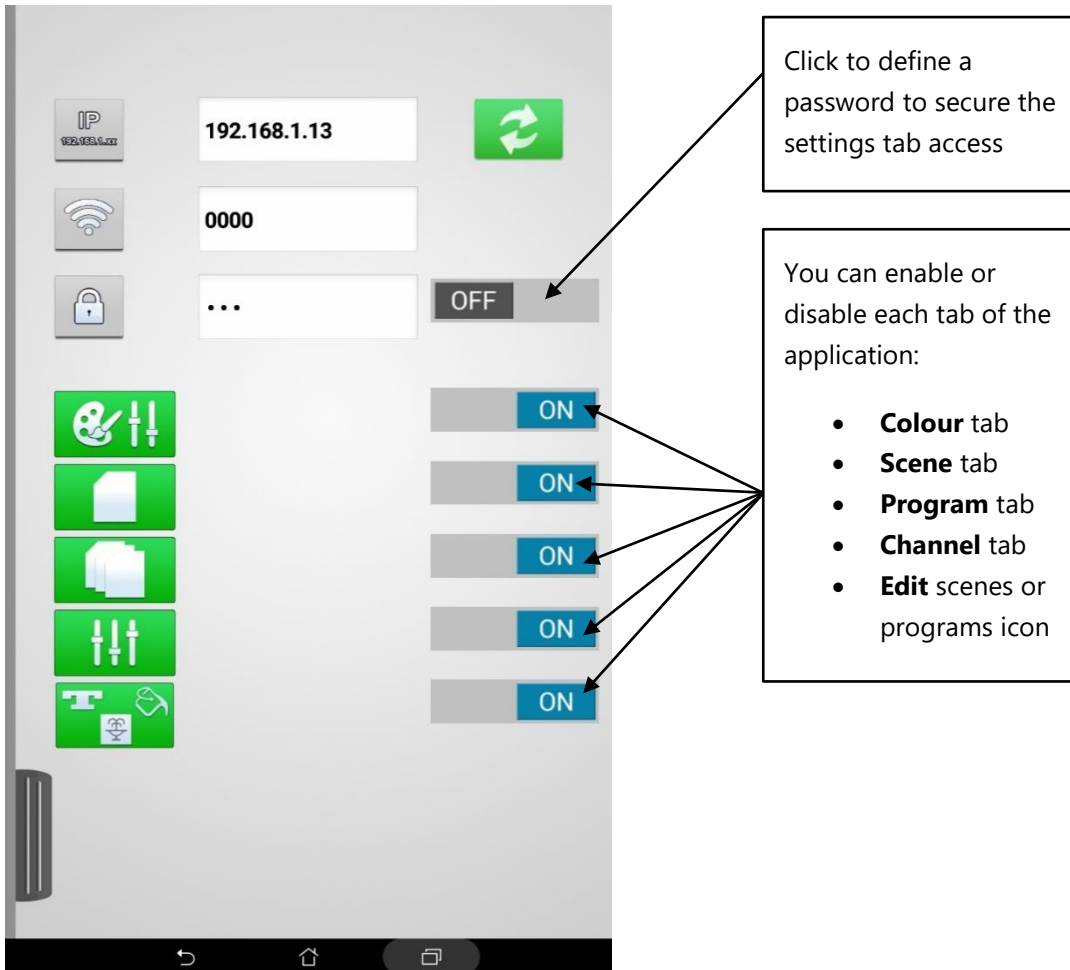 IP
192.168.1.xx
192.168.1.13
0000
...
OFF
ON
ON
ON
ON
ON
Click to define a
password to secure the
settings tab access
You can enable or
disable each tab of the
application:
• Colour tab
• Scene tab
• Program tab
• Channel tab
• Edit scenes or
programs icon